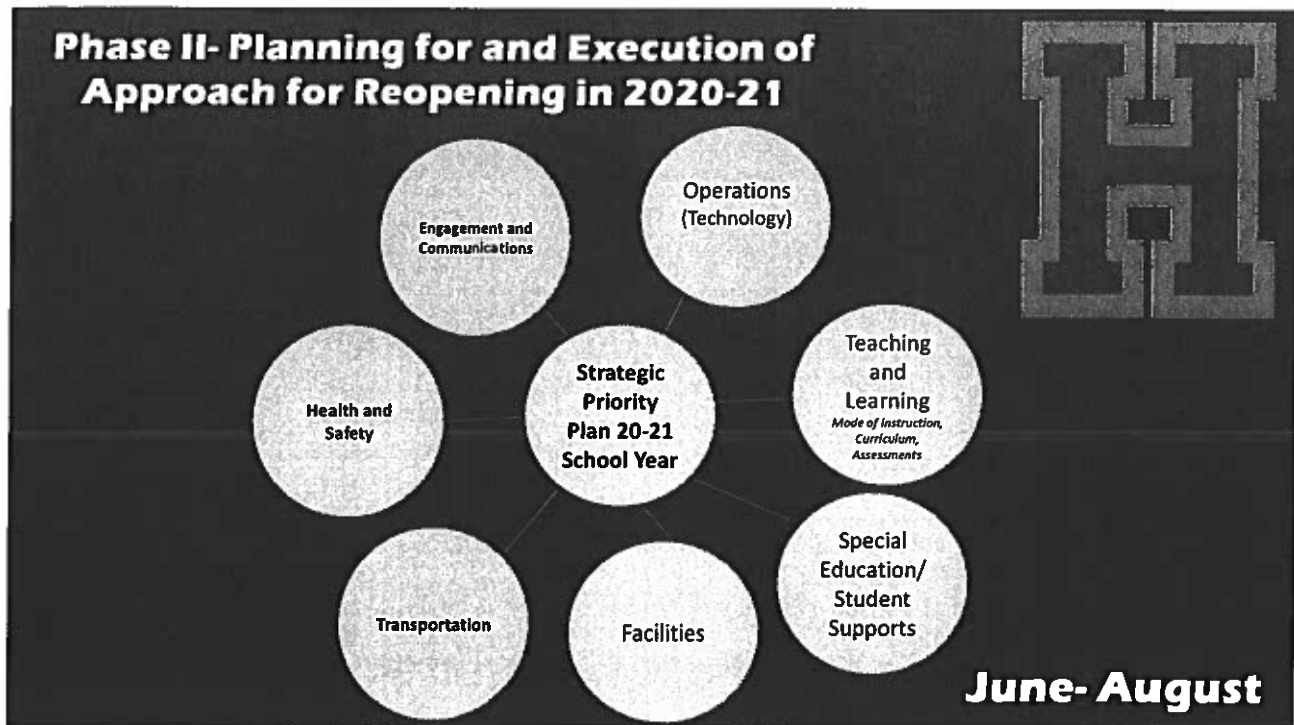 Phase II- Planning for and Execution of
Approach for Reopening in 2020-21
H
Engagement and
Communications
Operations
(Technology)
Teaching
and
Learning
Mode of Instruction,
Curriculum,
Assessments
Health and
Safety
Strategic
Priority
Plan 20-21
School Year
Special
Education/
Student
Supports
Transportation
Facilities
June- August